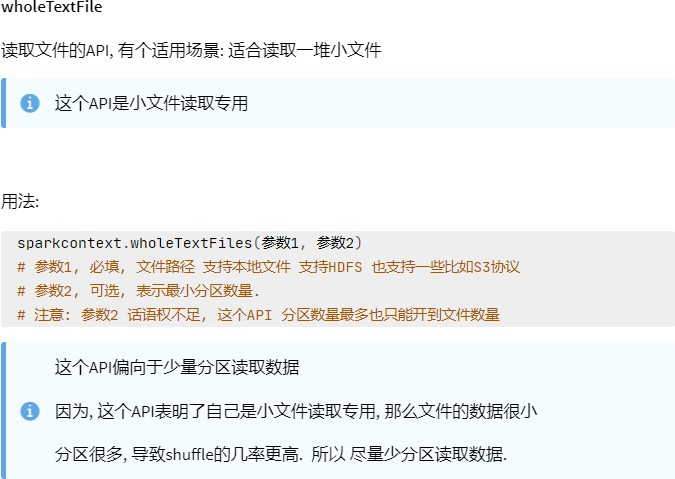 wholeTextFile
读取文件的API, 有个适用场景: 适合读取一堆小文件
这个API是小文件读取专用
用法:
sparkcontext.wholeTextFiles(参数1, 参数2)
# 参数1, 必填, 文件路径 支持本地文件 支持HDFS 也支持一些比如S3协议
# 参数2, 可选, 表示最小分区数量.
# 注意: 参数2 话语权不足, 这个API 分区数量最多也只能开到文件数量
这个API偏向于少量分区读取数据
因为, 这个API表明了自己是小文件读取专用, 那么文件的数据很小
分区很多, 导致shuffle的几率更高. 所以 尽量少分区读取数据.